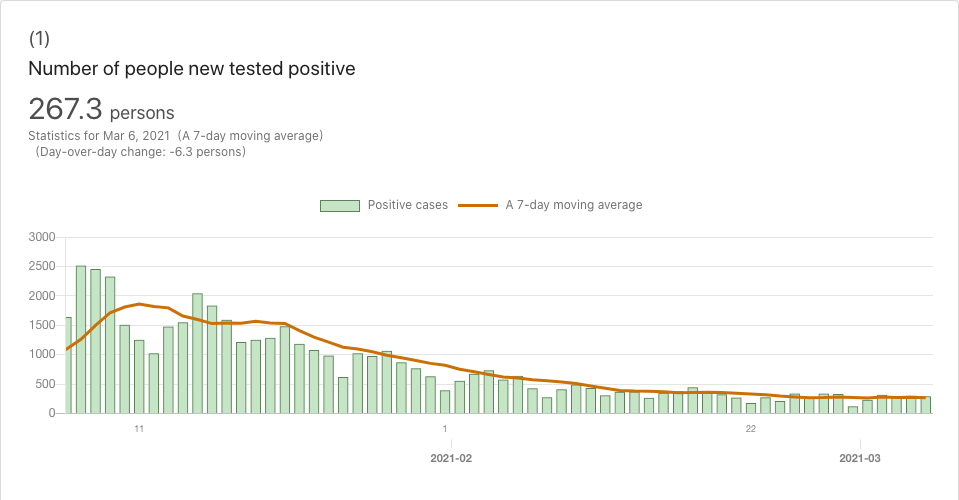 (1)
Number of people new tested positive
267.3 persons
Statistics for Mar 6, 2021 (A 7-day moving average)
(Day-over-day change: -6.3 persons)
Positive cases A 7-day moving average
3000
2500
2000
1500
1000
500
0
11 1 22
2021-02 2021-03